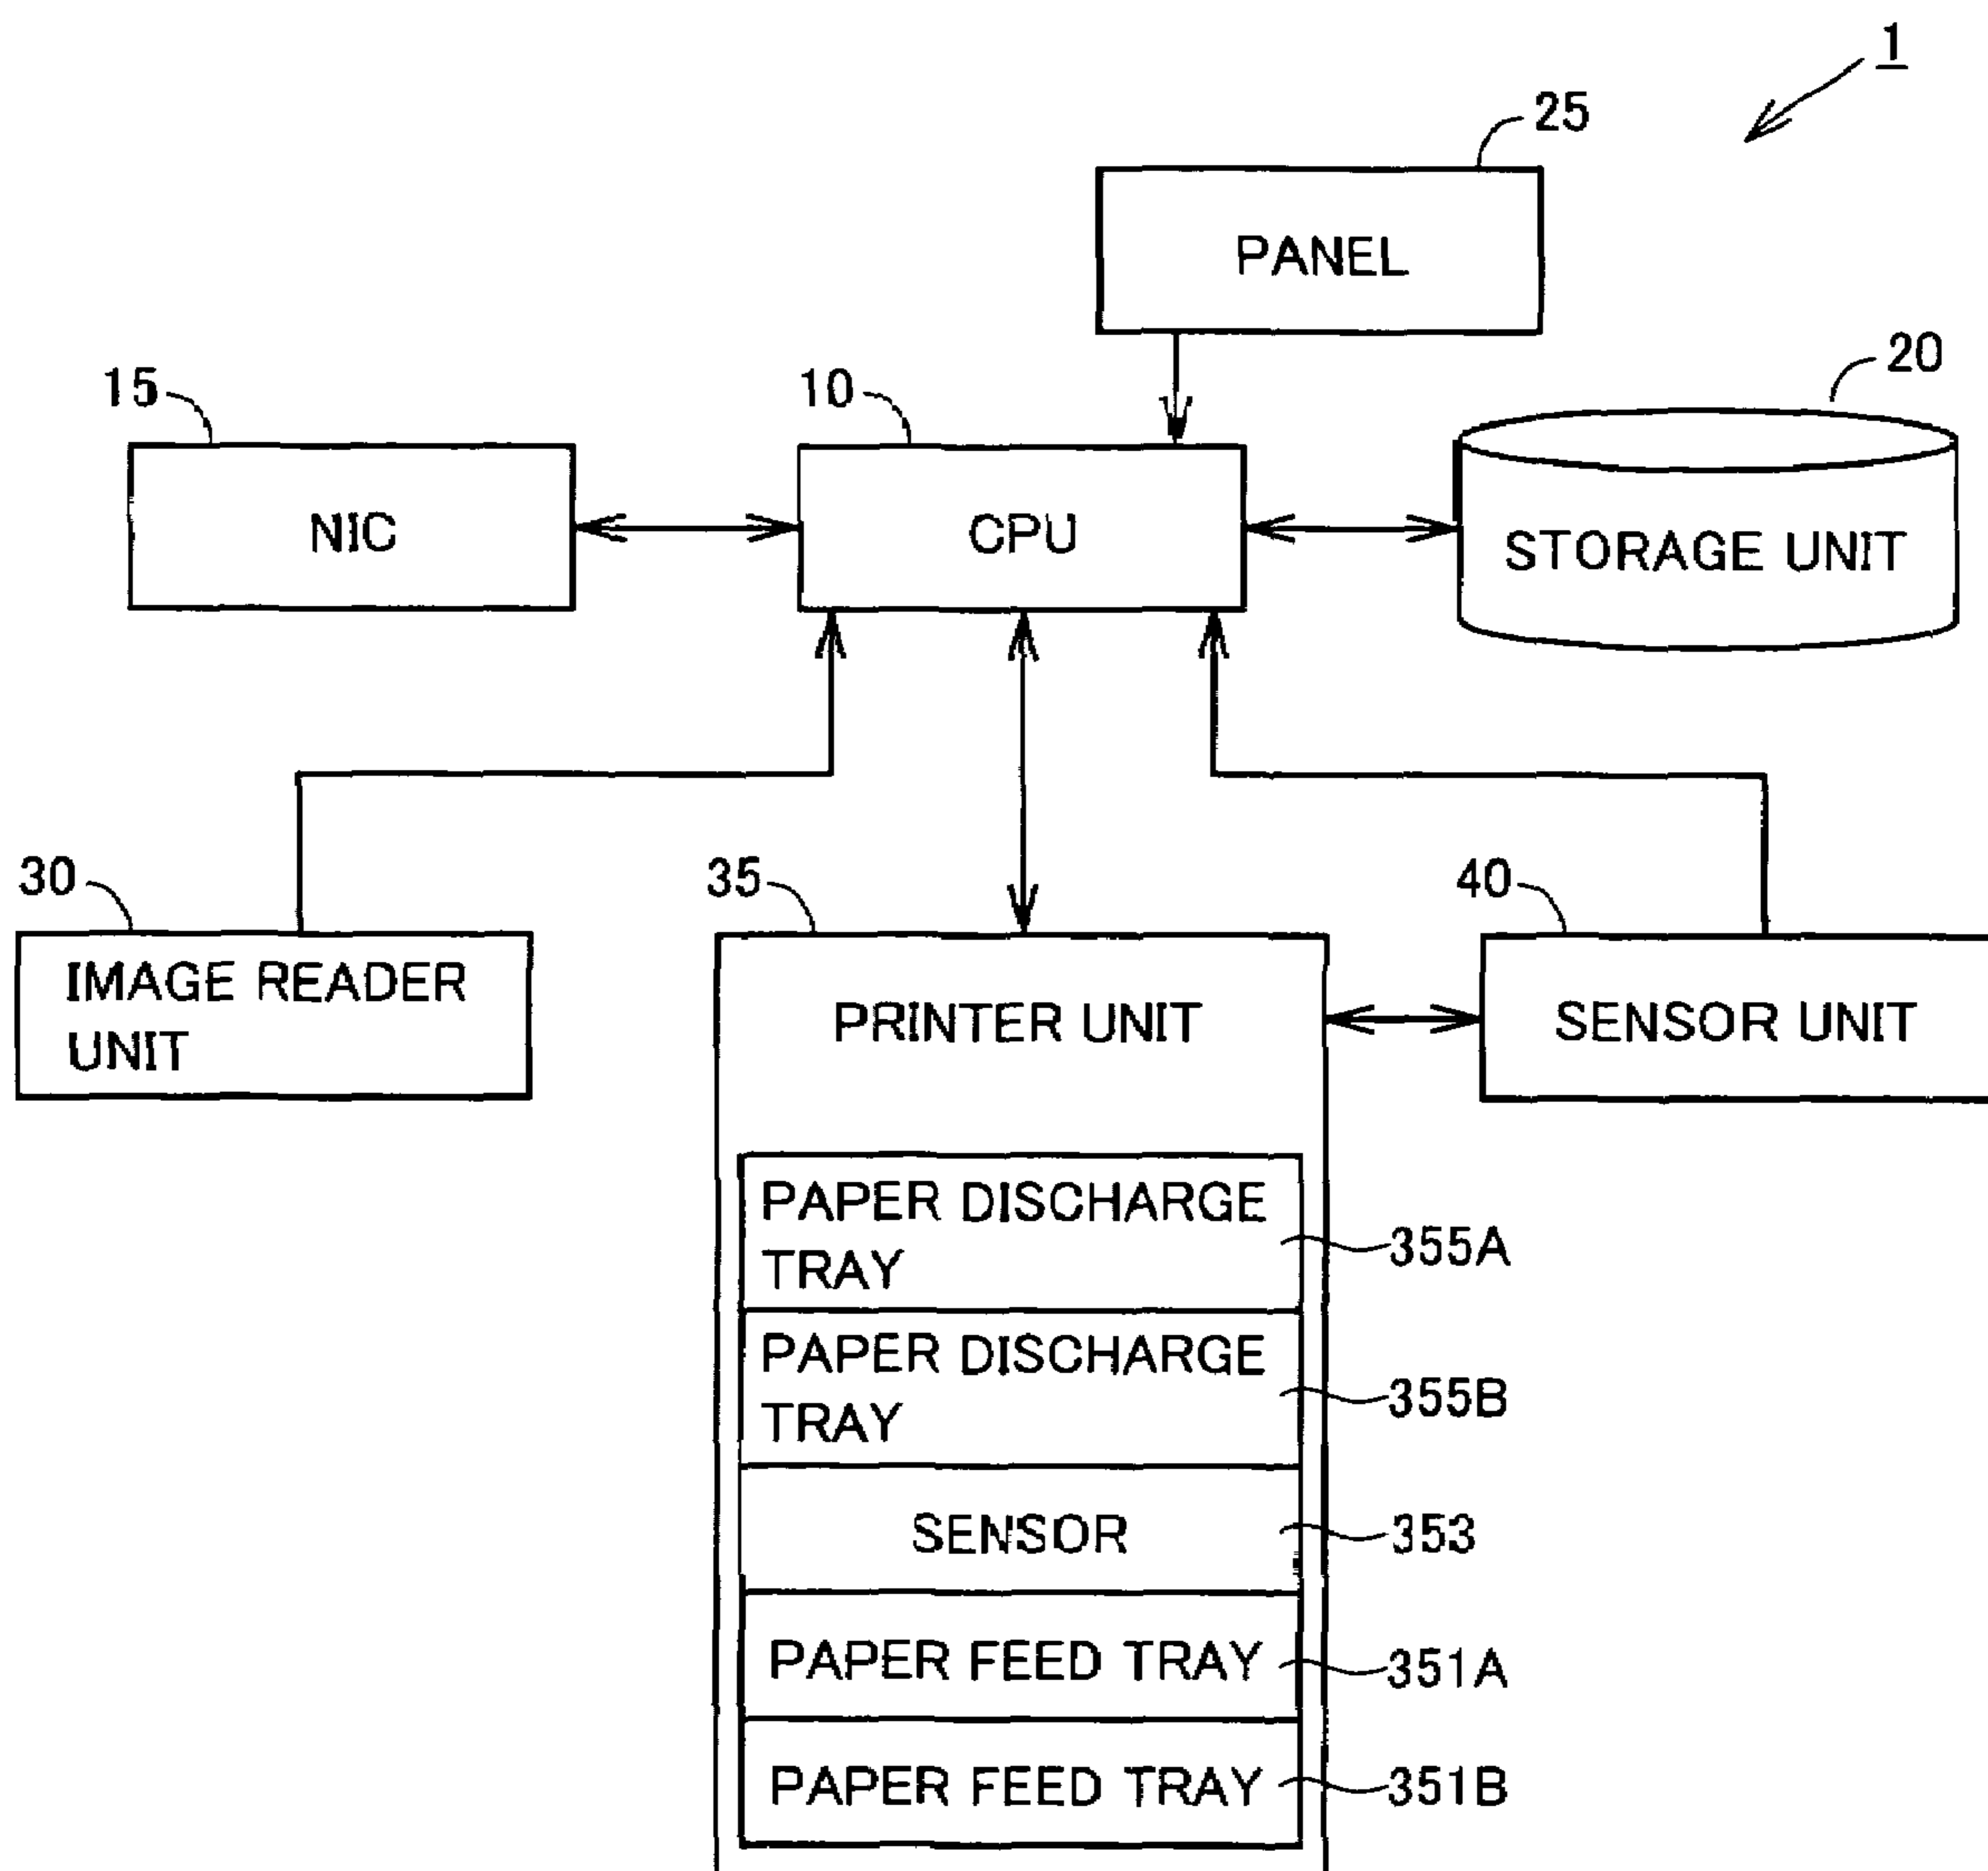 1
25
PANEL
20
15
10
NIC
CPU
STORAGE UNIT
30
35
40
IMAGE READER
UNIT
PRINTER UNIT
SENSOR UNIT
PAPER DISCHARGE
TRAY
355A
PAPER DISCHARGE
TRAY
355B
SENSOR
353
PAPER FEED TRAY
351A
PAPER FEED TRAY
351B